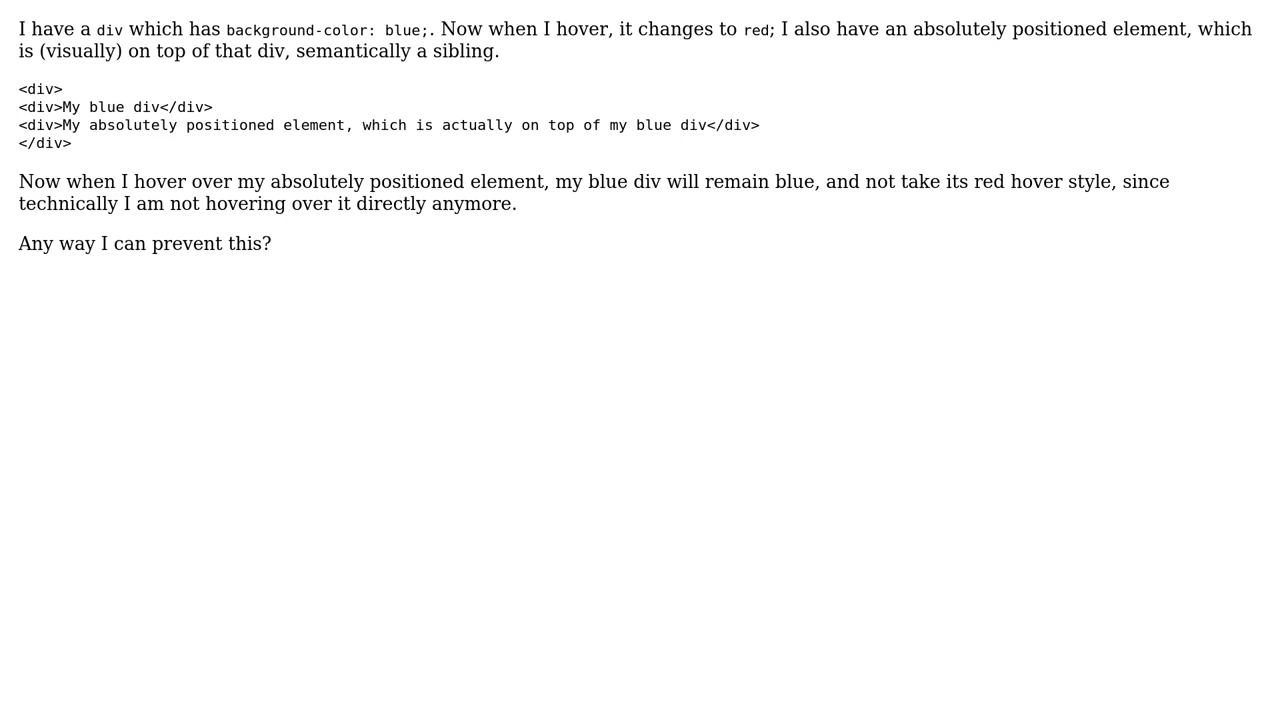 I have a div which has background-color: blue;. Now when I hover, it changes to red; I also have an absolutely positioned element, which
is (visually) on top of that div, semantically a sibling.
<div>
<div>My blue div</div>
<div>My absolutely positioned element, which is actually on top of my blue div</div>
</div>
Now when I hover over my absolutely positioned element, my blue div will remain blue, and not take its red hover style, since
technically I am not hovering over it directly anymore.
Any way I can prevent this?